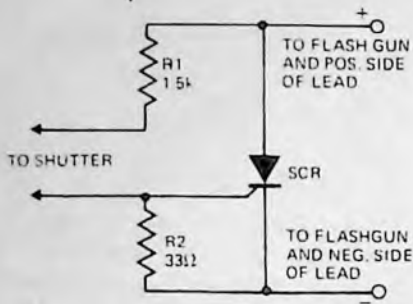 +
TO FLASH GUN
AND POS. SIDE
OF LEAD
R1
1.5k
TO SHUTTER
SCR
R2
33Ω
TO FLASHGUN
AND NEG. SIDE
OF LEAD
–